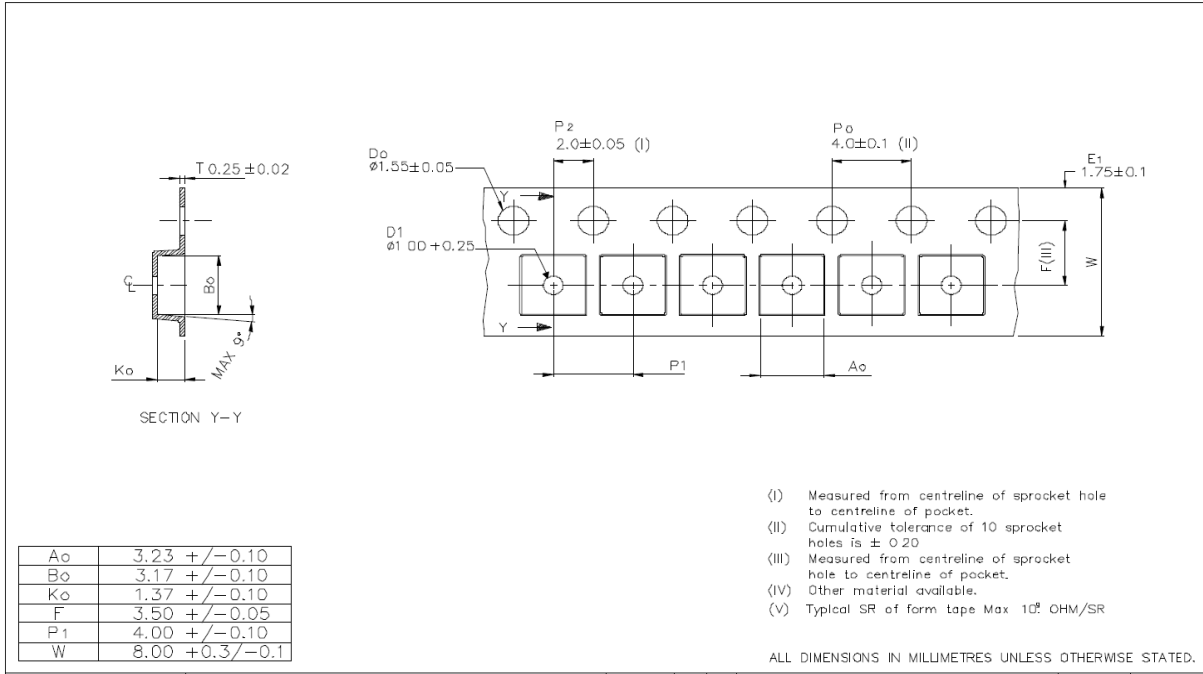 P2
2.0±0.05 (I)
Po
4.0±0.1 (II)
E1
1.75±0.1
Do
ø1.55±0.05
T 0.25±0.02
Y
D1
ø1.00+0.25
Bo
F(III)
W
Y
MAX 9°
Ko
P1
Ao
SECTION Y-Y
(I) Measured from centreline of sprocket hole
to centreline of pocket.
(II) Cumulative tolerance of 10 sprocket
holes is ± 0.20
(III) Measured from centreline of sprocket
hole to centreline of pocket.
(IV) Other material available.
(V) Typical SR of form tape Max 10⁹ OHM/SR
Ao 3.23 +/-0.10
Bo 3.17 +/-0.10
Ko 1.37 +/-0.10
F 3.50 +/-0.05
P1 4.00 +/-0.10
W 8.00 +0.3/-0.1
ALL DIMENSIONS IN MILLIMETRES UNLESS OTHERWISE STATED.